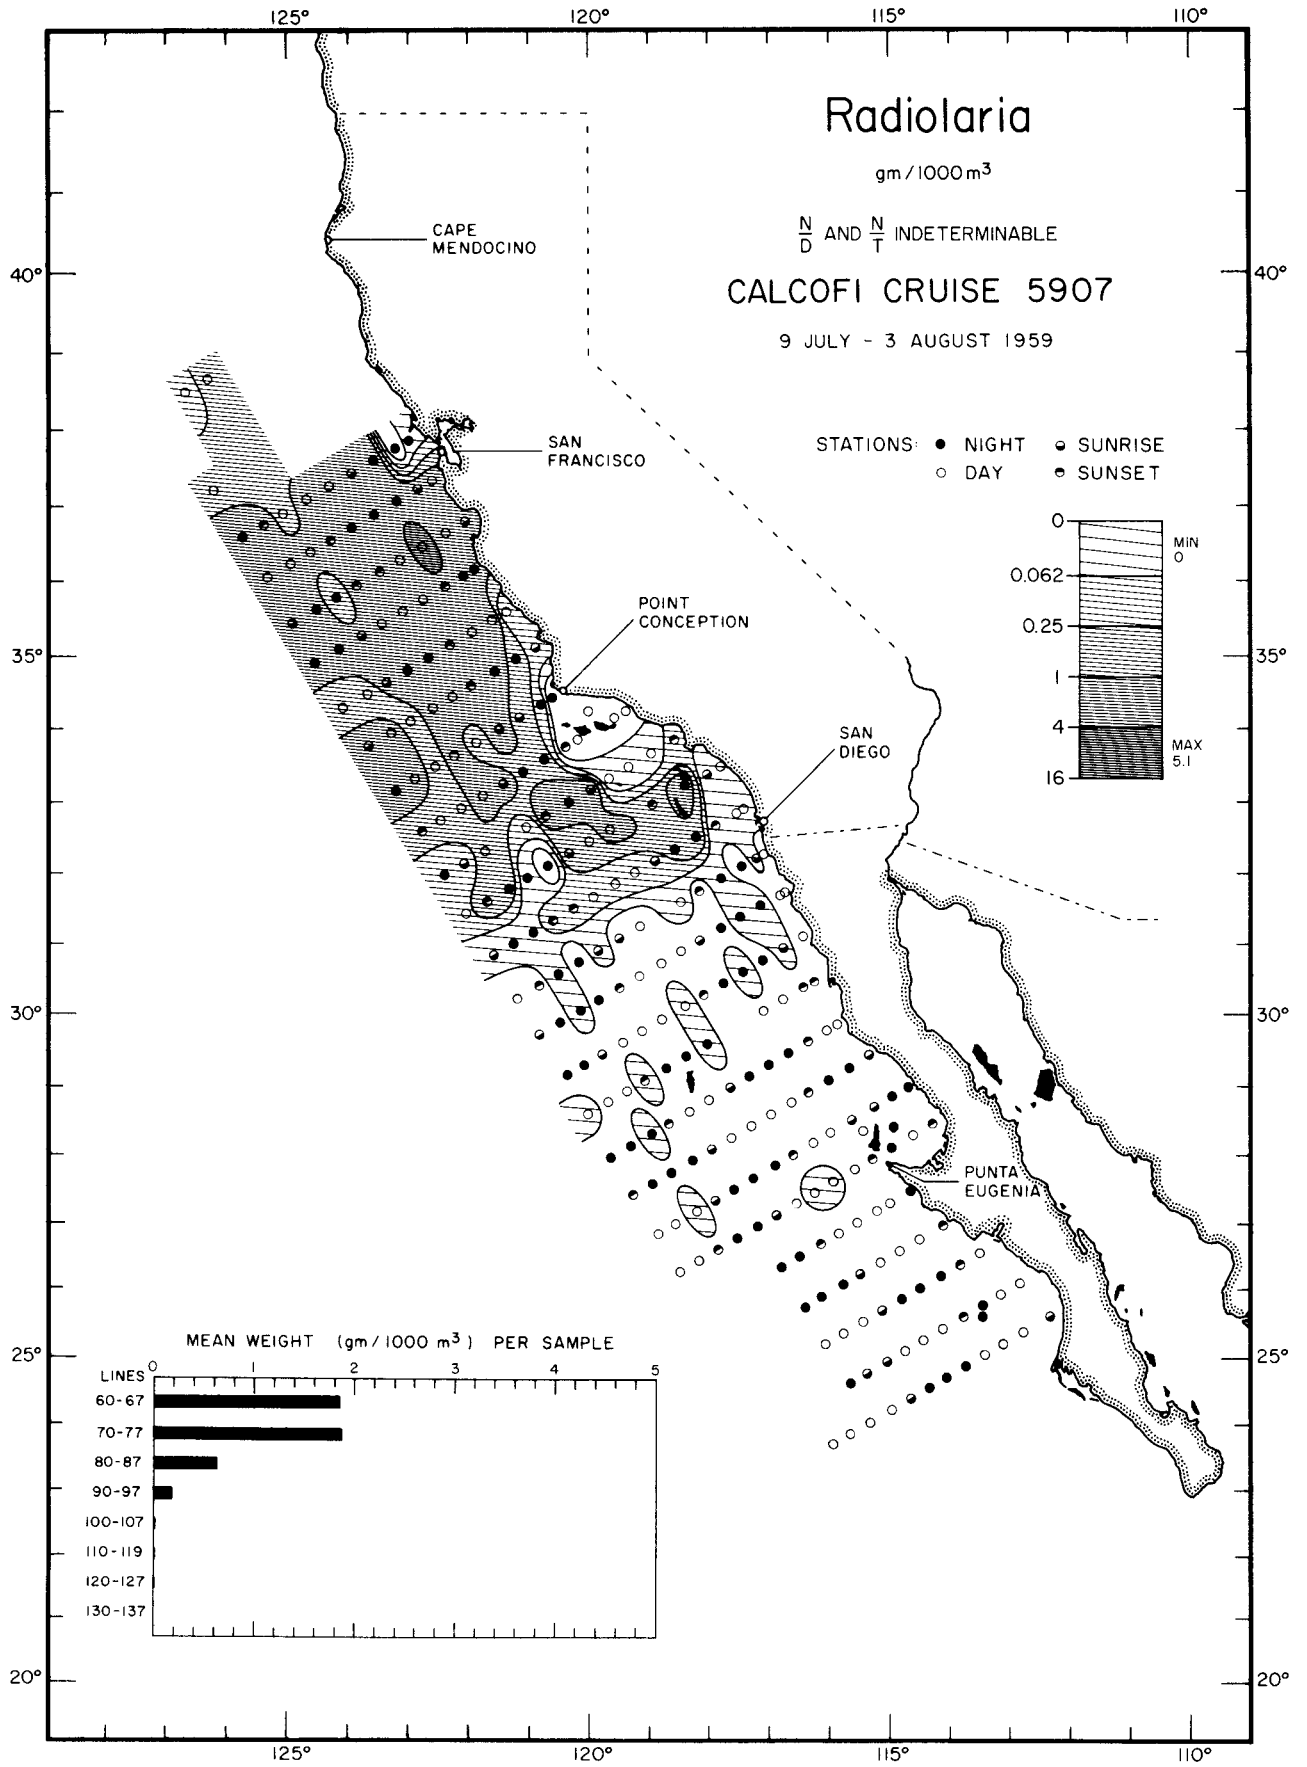 125° 120° 115° 110°
Radiolaria
gm/1000m³
N/D AND N/T INDETERMINABLE
CALCOFI CRUISE 5907
9 JULY - 3 AUGUST 1959
CAPE
MENDOCINO
40° 40°
STATIONS: NIGHT SUNRISE
DAY SUNSET
SAN
FRANCISCO
0
MIN
0
0.062
0.25
1
4
MAX
5.1
16
POINT
CONCEPTION
35° 35°
SAN
DIEGO
30° 30°
PUNTA
EUGENIA
MEAN WEIGHT (gm/1000 m³) PER SAMPLE
25° 25°
LINES 0 1 2 3 4 5
60-67
70-77
80-87
90-97
100-107
110-119
120-127
130-137
20° 20°
125° 120° 115° 110°